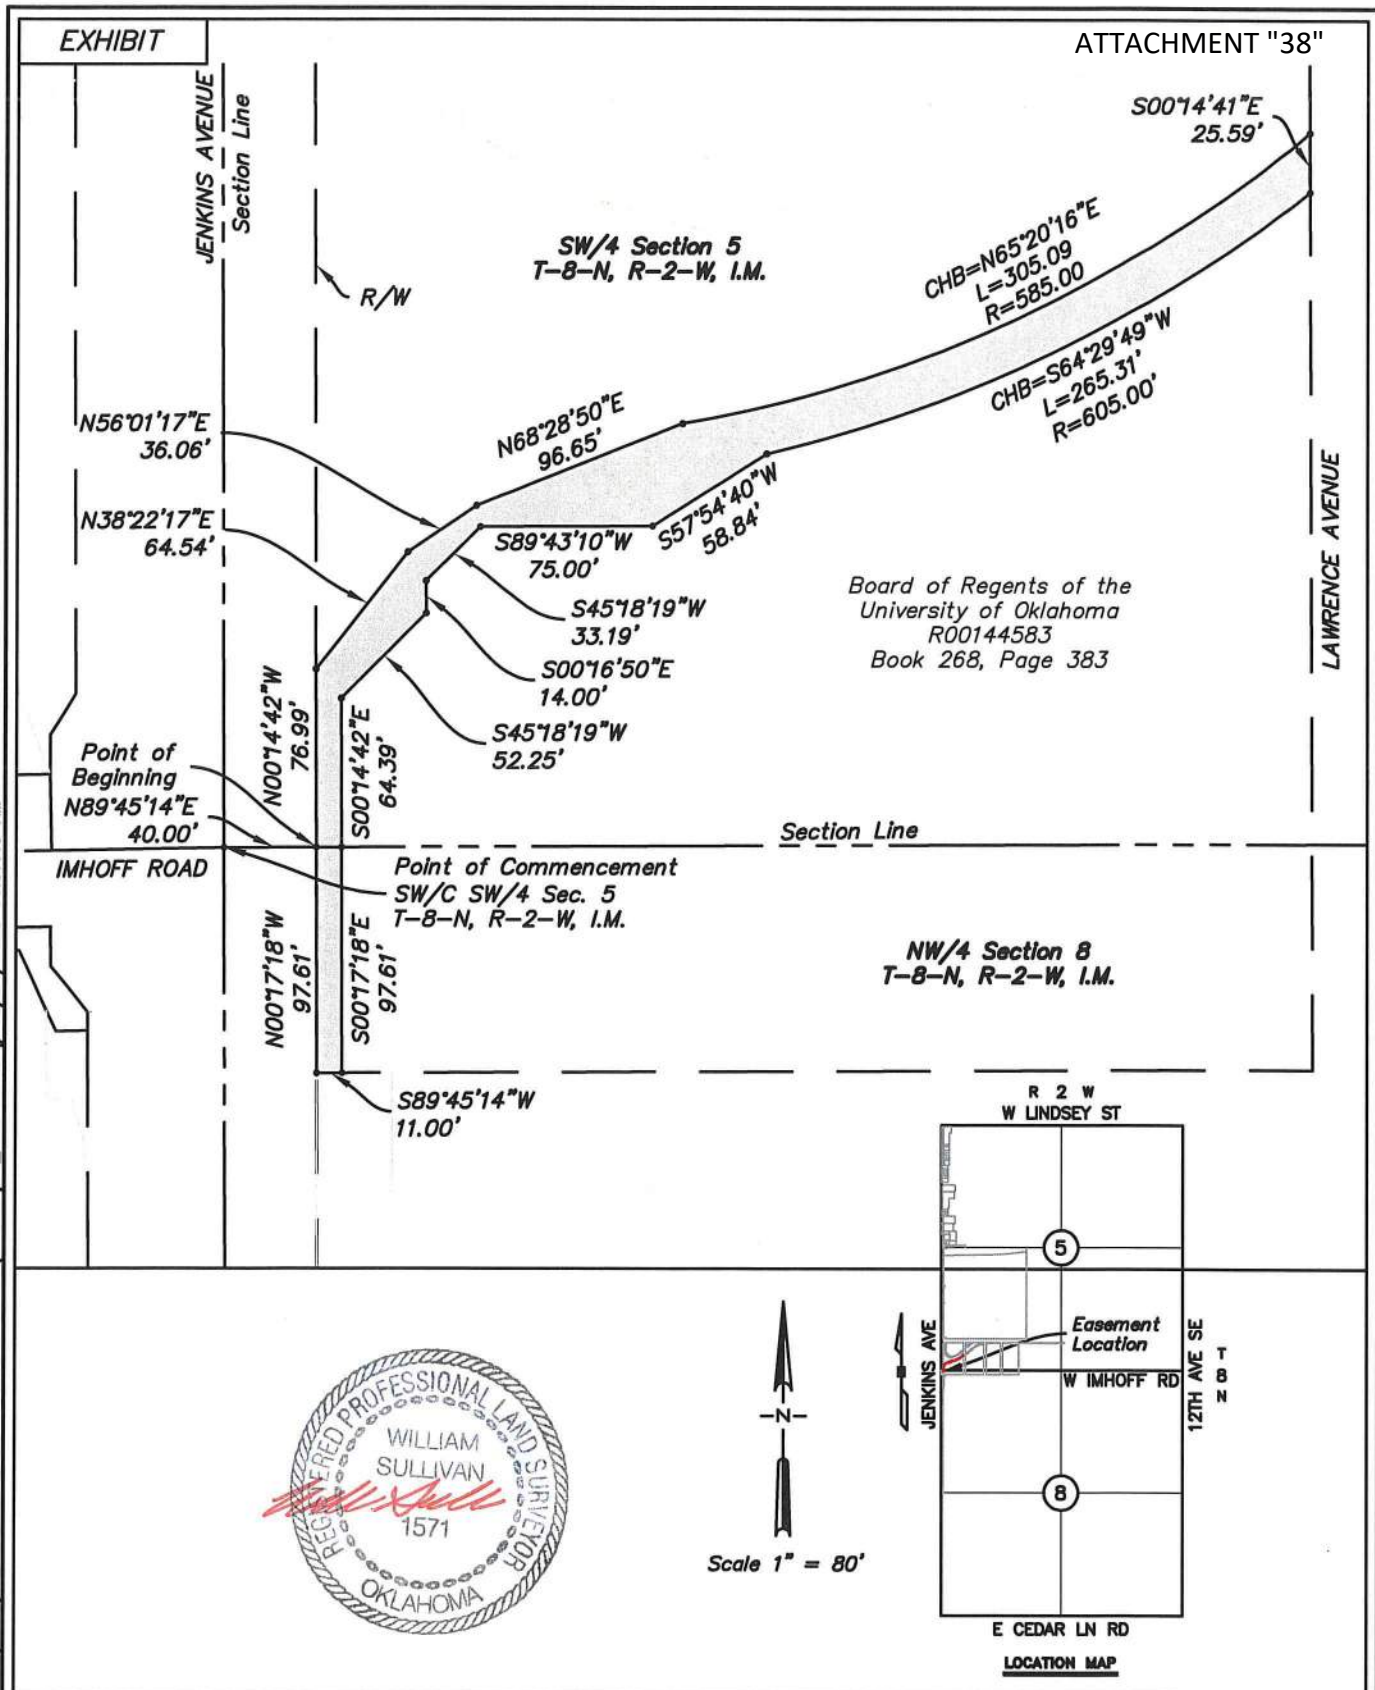 EXHIBIT
ATTACHMENT "38"
JENKINS AVENUE
Section Line
S00°14'41"E
25.59'
SW/4 Section 5
T-8-N, R-2-W, I.M.
R/W
CHB=N65°20'16"E
L=305.09
R=585.00
CHB=S64°29'49"W
L=265.31'
R=605.00'
N56°01'17"E
36.06'
N68°28'50"E
96.65'
N38°22'17"E
64.54'
S89°43'10"W
75.00'
S57°54'40"W
58.84'
LAWRENCE AVENUE
Board of Regents of the
University of Oklahoma
R00144583
Book 268, Page 383
S45°18'19"W
33.19'
S00°16'50"E
14.00'
S45°18'19"W
52.25'
N00°14'42"W
76.99'
S00°14'42"E
64.39'
Point of
Beginning
N89°45'14"E
40.00'
Section Line
IMHOFF ROAD
Point of Commencement
SW/C SW/4 Sec. 5
T-8-N, R-2-W, I.M.
N00°17'18"W
97.61'
S00°17'18"E
97.61'
NW/4 Section 8
T-8-N, R-2-W, I.M.
S89°45'14"W
11.00'
R 2 W
W LINDSEY ST
5
Easement
Location
JENKINS AVE
W IMHOFF RD
12TH AVE SE
T
8
N
8
E CEDAR LN RD
LOCATION MAP
N
Scale 1" = 80'
REGISTERED PROFESSIONAL LAND SURVEYOR
WILLIAM
SULLIVAN
1571
OKLAHOMA